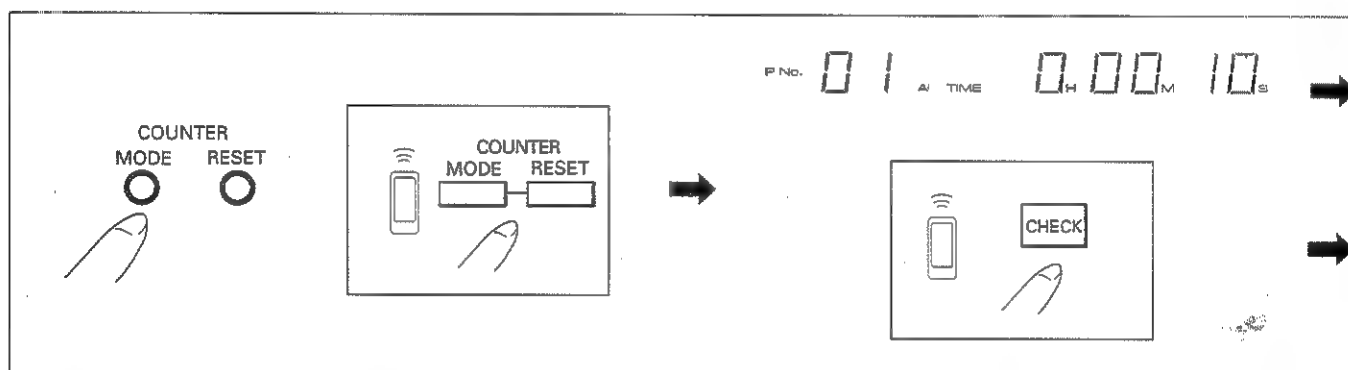 P No. 01 A/ TIME 0H 00M 10S
COUNTER
MODE RESET
COUNTER
MODE RESET
CHECK